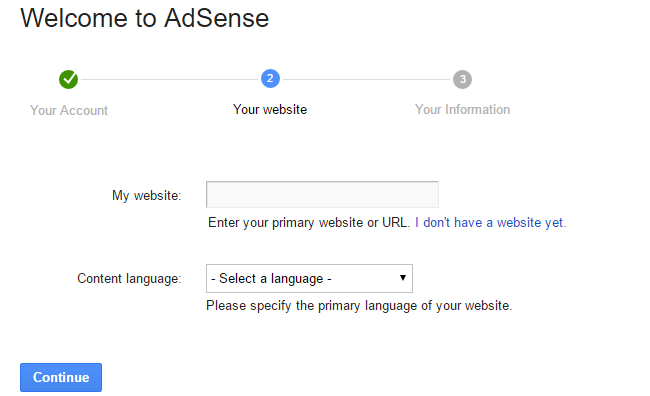 Welcome to AdSense
2
3
Your Account
Your website
Your Information
My website:
Enter your primary website or URL. I don't have a website yet.
Content language:
- Select a language -
Please specify the primary language of your website.
Continue